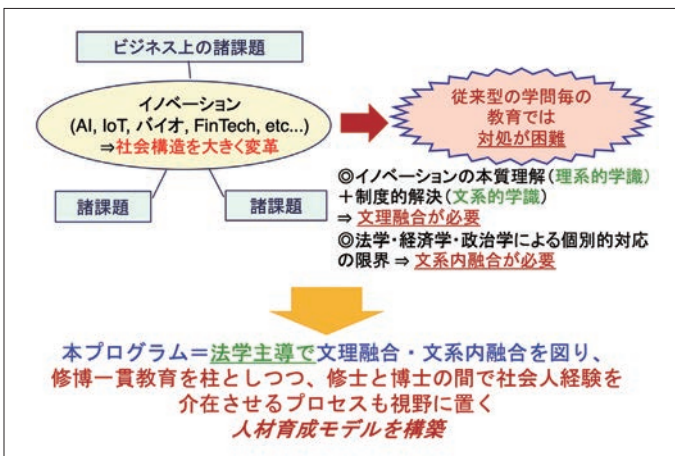 ビジネス上の諸課題
イノベーション
(AI, IoT, バイオ, FinTech, etc...)
⇒社会構造を大きく変革
諸課題
諸課題
従来型の学問毎の
教育では
対処が困難
◎イノベーションの本質理解(理系的学識)
＋制度的解決(文系的学識)
⇒ 文理融合が必要
◎法学・経済学・政治学による個別的対応
の限界 ⇒ 文系内融合が必要
本プログラム＝法学主導で文理融合・文系内融合を図り、
修博一貫教育を柱としつつ、修士と博士の間で社会人経験を
介在させるプロセスも視野に置く
人材育成モデルを構築